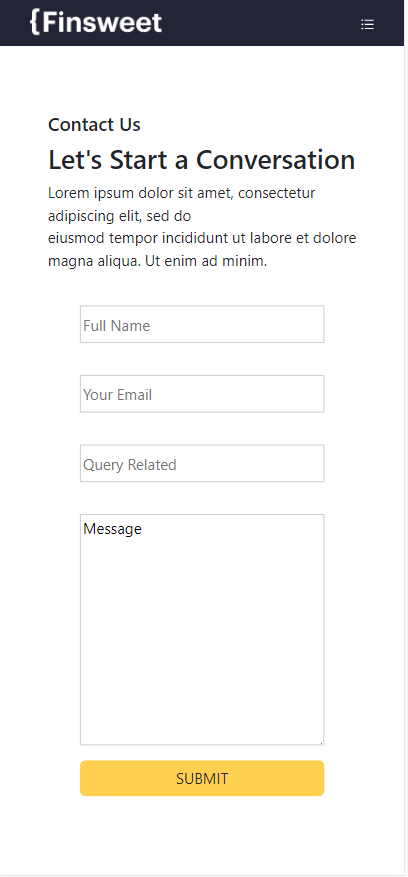 {Finsweet
Contact Us
Let's Start a Conversation
Lorem ipsum dolor sit amet, consectetur
adipiscing elit, sed do
eiusmod tempor incididunt ut labore et dolore
magna aliqua. Ut enim ad minim.
Full Name
Your Email
Query Related
Message
SUBMIT